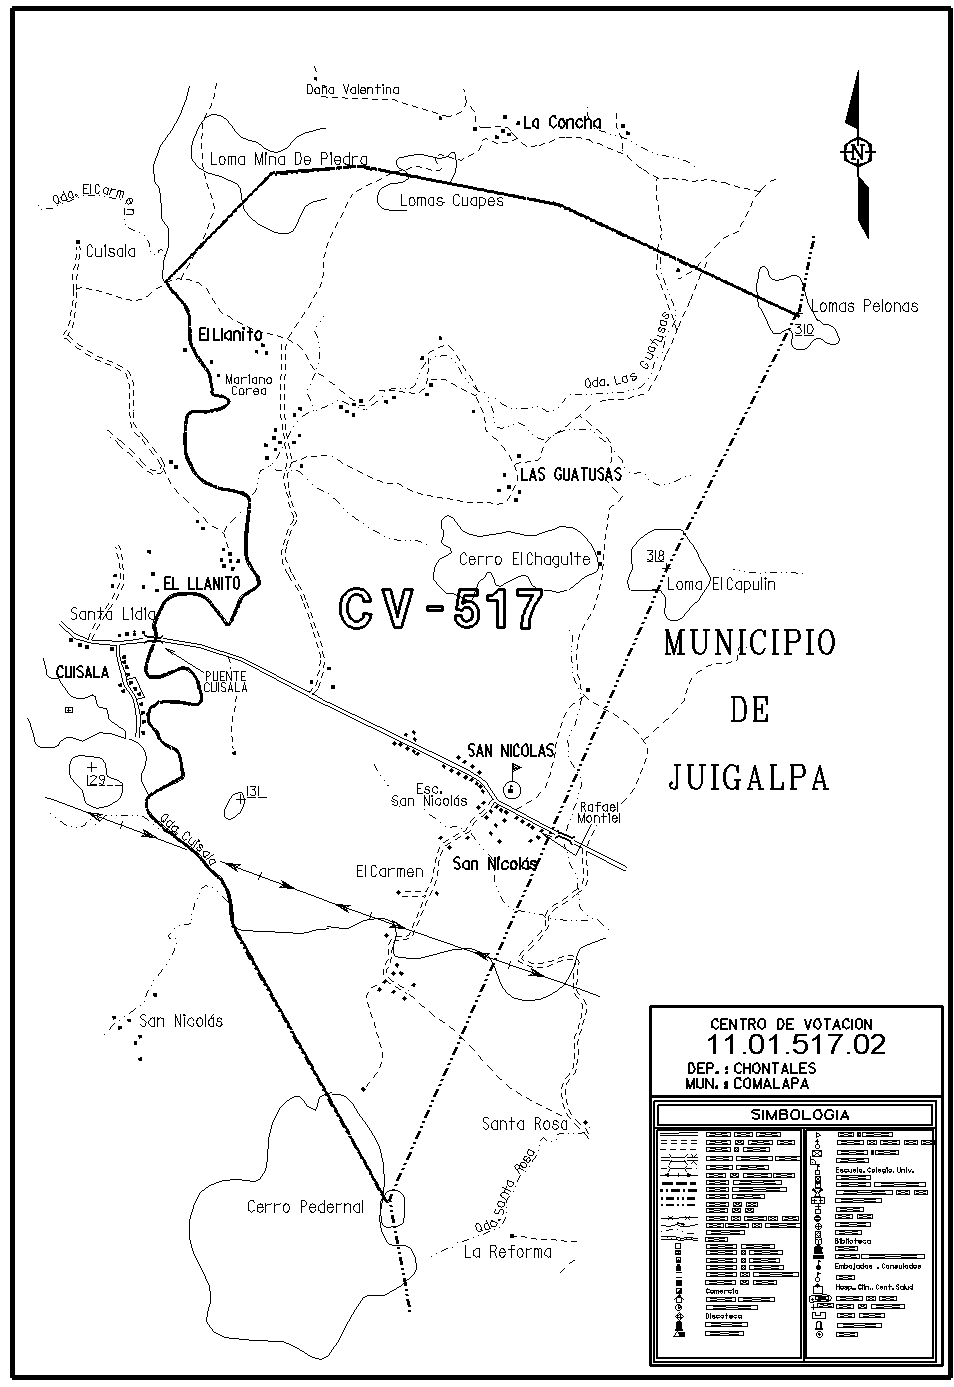 Doña Valentina
La Concha
Loma Mina De Piedra
Lomas Cuapes
Qda. El Carmen
Cuisala
N
Lomas Pelonas
310
El Llanito
Mariano
Corea
Qda. Las Guatusas
LAS GUATUSAS
Cerro El Chaguite
318
Loma El Capulin
EL LLANITO
CV-517
Santa Lidia
MUNICIPIO
DE
JUIGALPA
CUISALA
PUENTE
CUISALA
SAN NICOLAS
129
131
Esc.
San Nicolás
Rafael
Montiel
Qda. Cuisala
San Nicolás
El Carmen
San Nicolás
Santa Rosa
Qda. Santa Rosa
Cerro Pedernal
La Reforma
CENTRO DE VOTACION
11.01.517.02
DEP. : CHONTALES
MUN. : COMALAPA
SIMBOLOGIA
Escuela. Colegio. Univ.
Biblioteca
Embajadas . Consulados
Hosp. Clin.. Cent. Salud
Comercio
Discoteca